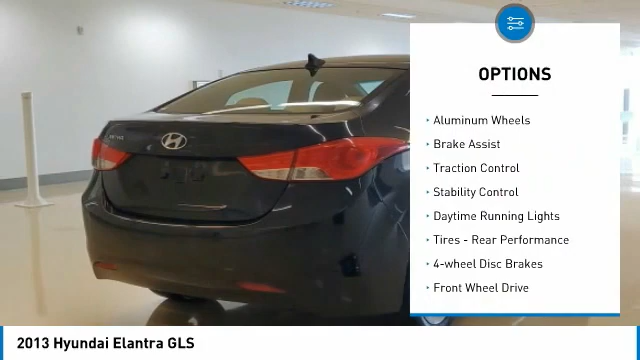 OPTIONS
Aluminum Wheels
Brake Assist
Traction Control
Stability Control
Daytime Running Lights
Tires - Rear Performance
4-wheel Disc Brakes
Front Wheel Drive
2013 Hyundai Elantra GLS